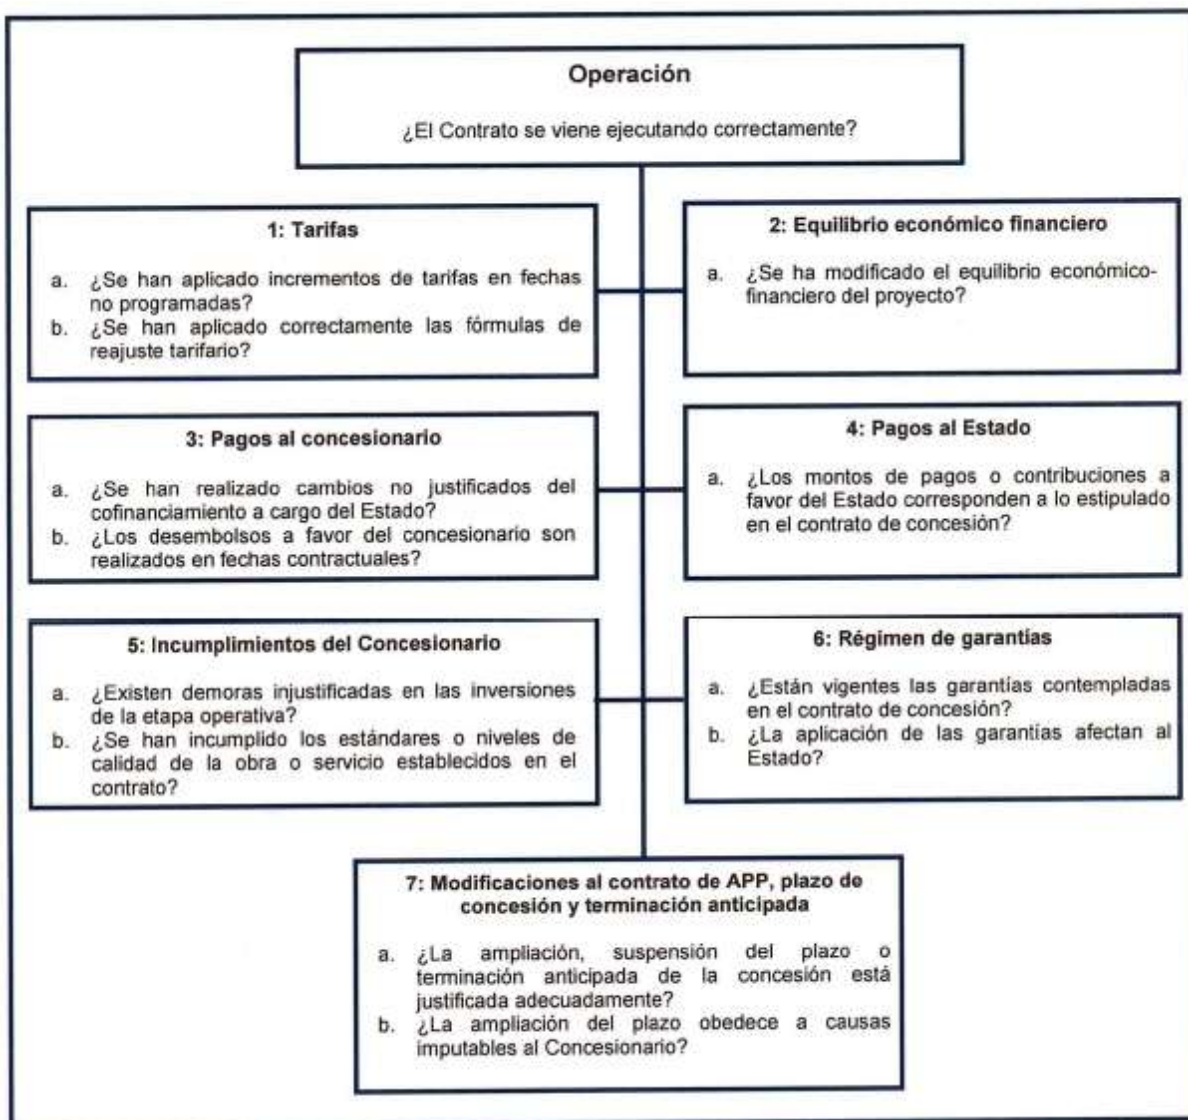 Operación
¿El Contrato se viene ejecutando correctamente?
1: Tarifas
a. ¿Se han aplicado incrementos de tarifas en fechas
no programadas?
b. ¿Se han aplicado correctamente las fórmulas de
reajuste tarifario?
2: Equilibrio económico financiero
a. ¿Se ha modificado el equilibrio económico-
financiero del proyecto?
3: Pagos al concesionario
a. ¿Se han realizado cambios no justificados del
cofinanciamiento a cargo del Estado?
b. ¿Los desembolsos a favor del concesionario son
realizados en fechas contractuales?
4: Pagos al Estado
a. ¿Los montos de pagos o contribuciones a
favor del Estado corresponden a lo estipulado
en el contrato de concesión?
5: Incumplimientos del Concesionario
a. ¿Existen demoras injustificadas en las inversiones
de la etapa operativa?
b. ¿Se han incumplido los estándares o niveles de
calidad de la obra o servicio establecidos en el
contrato?
6: Régimen de garantías
a. ¿Están vigentes las garantías contempladas
en el contrato de concesión?
b. ¿La aplicación de las garantías afectan al
Estado?
7: Modificaciones al contrato de APP, plazo de
concesión y terminación anticipada
a. ¿La ampliación, suspensión del plazo o
terminación anticipada de la concesión está
justificada adecuadamente?
b. ¿La ampliación del plazo obedece a causas
imputables al Concesionario?